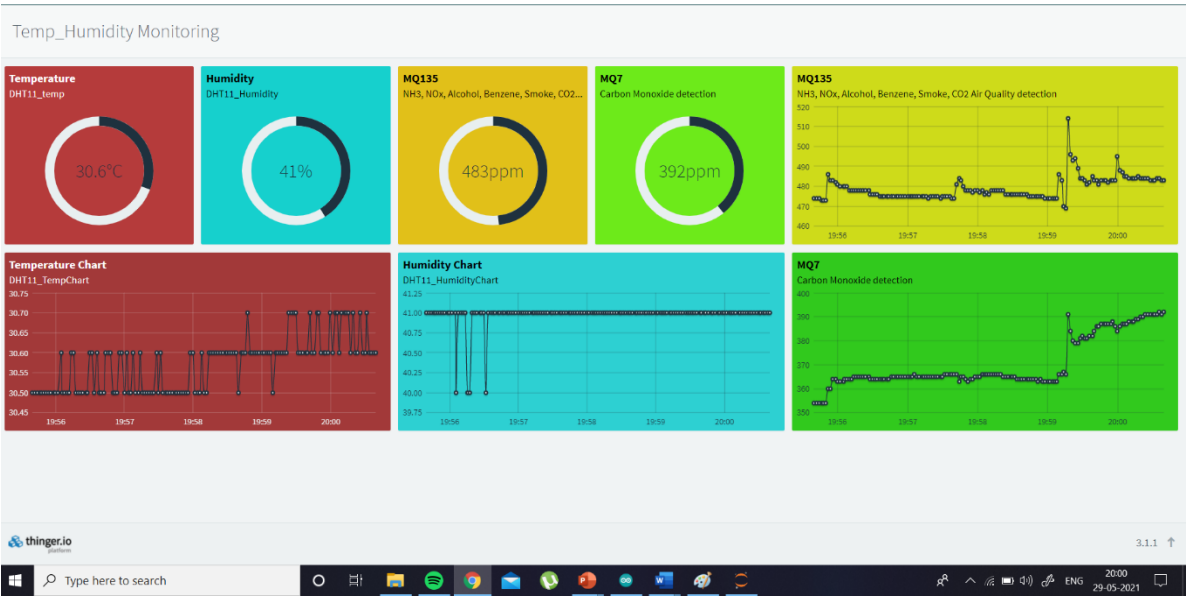 Temp_Humidity Monitoring
Temperature
DHT11_temp
30.6°C
Humidity
DHT11_Humidity
41%
MQ135
NH3, NOx, Alcohol, Benzene, Smoke, CO2...
483ppm
MQ7
Carbon Monoxide detection
392ppm
MQ135
NH3, NOx, Alcohol, Benzene, Smoke, CO2 Air Quality detection
520
510
500
490
480
470
460
19:56 19:57 19:58 19:59 20:00
Temperature Chart
DHT11_TempChart
30.75
30.70
30.65
30.60
30.55
30.50
30.45
19:56 19:57 19:58 19:59 20:00
Humidity Chart
DHT11_HumidityChart
41.25
41.00
40.75
40.50
40.25
40.00
39.75
19:56 19:57 19:58 19:59 20:00
MQ7
Carbon Monoxide detection
400
390
380
370
360
350
19:56 19:57 19:58 19:59 20:00
thinger.io
platform
3.1.1
Type here to search
ENG
20:00
29-05-2021